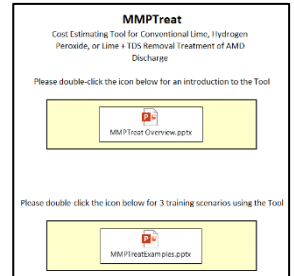 MMPTreat
Cost Estimating Tool for Conventional Lime, Hydrogen
Peroxide, or Lime + TDS Removal Treatment of AMD
Discharge
Please double-click the icon below for an introduction to the Tool
MMPTreat Overview.pptx
Please double-click the icon below for 3 training scenarios using the Tool
MMPTreatExamples.pptx